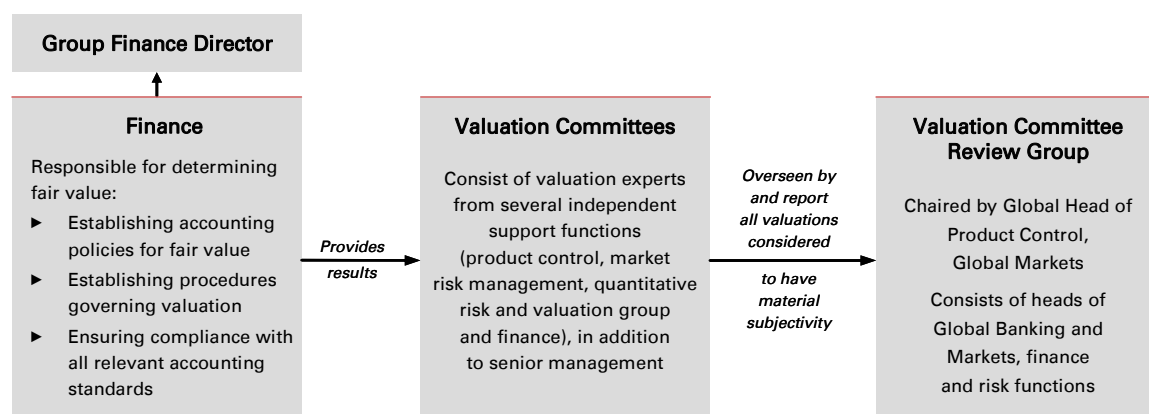 Group Finance Director
Finance
Responsible for determining
fair value:
► Establishing accounting
policies for fair value
► Establishing procedures
governing valuation
► Ensuring compliance with
all relevant accounting
standards
Provides
results
Valuation Committees
Consist of valuation experts
from several independent
support functions
(product control, market
risk management, quantitative
risk and valuation group
and finance), in addition
to senior management
Overseen by
and report
all valuations
considered
to have
material
subjectivity
Valuation Committee
Review Group
Chaired by Global Head of
Product Control,
Global Markets
Consists of heads of
Global Banking and
Markets, finance
and risk functions